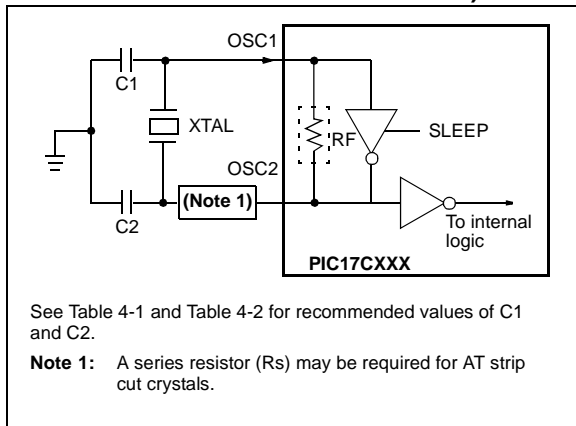 OSC1
C1
XTAL
SLEEP
RF
OSC2
(Note 1)
C2
To internal
logic
PIC17CXXX
See Table 4-1 and Table 4-2 for recommended values of C1
and C2.
Note 1: A series resistor (Rs) may be required for AT strip
cut crystals.